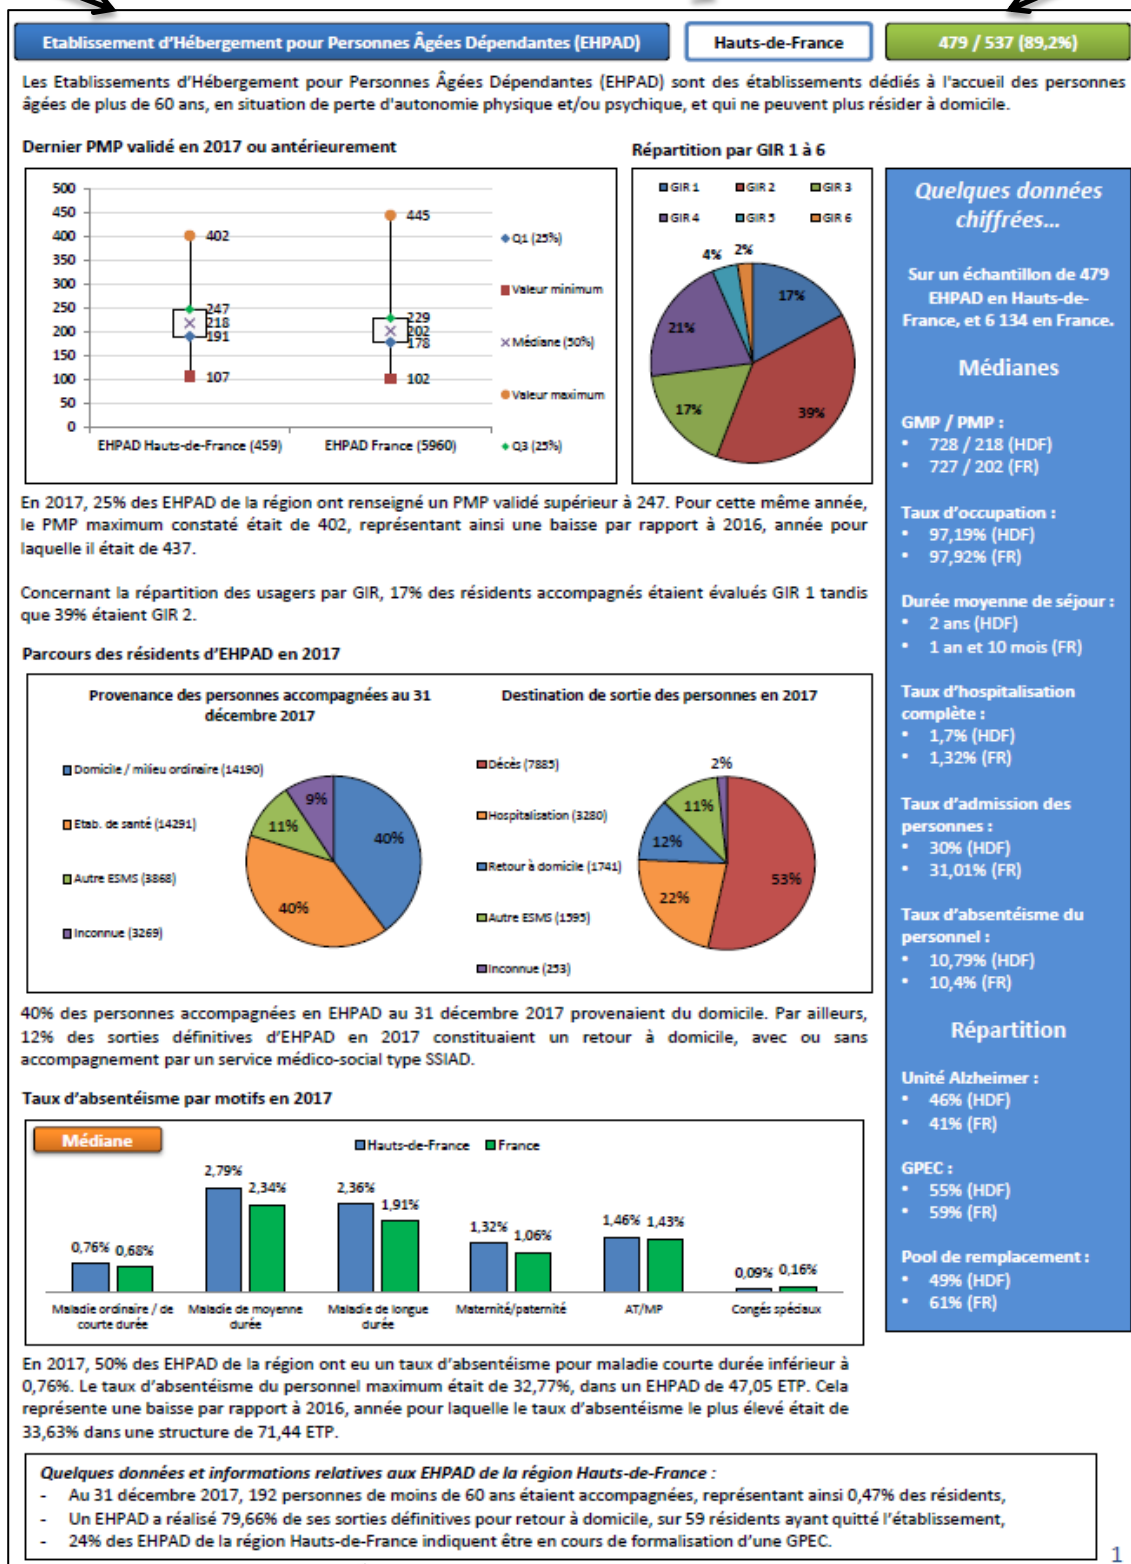 Etablissement d'Hébergement pour Personnes Âgées Dépendantes (EHPAD)
Hauts-de-France
479 / 537 (89,2%)
Les Etablissements d'Hébergement pour Personnes Âgées Dépendantes (EHPAD) sont des établissements dédiés à l'accueil des personnes
âgées de plus de 60 ans, en situation de perte d'autonomie physique et/ou psychique, et qui ne peuvent plus résider à domicile.
Dernier PMP validé en 2017 ou antérieurement
500
450
400
350
300
250
200
150
100
50
0
402
247
218
191
107
445
229
202
178
102
EHPAD Hauts-de-France (459)
EHPAD France (5960)
Q1 (25%)
Valeur minimum
Médiane (50%)
Valeur maximum
Q3 (25%)
Répartition par GIR 1 à 6
GIR 1 GIR 2 GIR 3
GIR 4 GIR 5 GIR 6
4% 2%
17%
21%
17%
39%
En 2017, 25% des EHPAD de la région ont renseigné un PMP validé supérieur à 247. Pour cette même année,
le PMP maximum constaté était de 402, représentant ainsi une baisse par rapport à 2016, année pour
laquelle il était de 437.
Concernant la répartition des usagers par GIR, 17% des résidents accompagnés étaient évalués GIR 1 tandis
que 39% étaient GIR 2.
Parcours des résidents d'EHPAD en 2017
Provenance des personnes accompagnées au 31
décembre 2017
Domicile / milieu ordinaire (14190)
Etab. de santé (14291)
Autre ESMS (3868)
Inconnue (3269)
9%
11%
40%
40%
Destination de sortie des personnes en 2017
Décès (7885)
Hospitalisation (3280)
Retour à domicile (1741)
Autre ESMS (1595)
Inconnue (253)
2%
11%
12%
22%
53%
40% des personnes accompagnées en EHPAD au 31 décembre 2017 provenaient du domicile. Par ailleurs,
12% des sorties définitives d'EHPAD en 2017 constituaient un retour à domicile, avec ou sans
accompagnement par un service médico-social type SSIAD.
Taux d'absentéisme par motifs en 2017
Médiane
Hauts-de-France France
0,76% 0,68%
2,79% 2,34%
2,36% 1,91%
1,32% 1,06%
1,46% 1,43%
0,09% 0,16%
Maladie ordinaire / de
courte durée
Maladie de moyenne
durée
Maladie de longue
durée
Maternité/paternité
AT/MP
Congés spéciaux
En 2017, 50% des EHPAD de la région ont eu un taux d'absentéisme pour maladie courte durée inférieur à
0,76%. Le taux d'absentéisme du personnel maximum était de 32,77%, dans un EHPAD de 47,05 ETP. Cela
représente une baisse par rapport à 2016, année pour laquelle le taux d'absentéisme le plus élevé était de
33,63% dans une structure de 71,44 ETP.
Quelques données
chiffrées...
Sur un échantillon de 479
EHPAD en Hauts-de-
France, et 6 134 en France.
Médianes
GMP / PMP :
• 728 / 218 (HDF)
• 727 / 202 (FR)
Taux d'occupation :
• 97,19% (HDF)
• 97,92% (FR)
Durée moyenne de séjour :
• 2 ans (HDF)
• 1 an et 10 mois (FR)
Taux d'hospitalisation
complète :
• 1,7% (HDF)
• 1,32% (FR)
Taux d'admission des
personnes :
• 30% (HDF)
• 31,01% (FR)
Taux d'absentéisme du
personnel :
• 10,79% (HDF)
• 10,4% (FR)
Répartition
Unité Alzheimer :
• 46% (HDF)
• 41% (FR)
GPEC :
• 55% (HDF)
• 59% (FR)
Pool de remplacement :
• 49% (HDF)
• 61% (FR)
Quelques données et informations relatives aux EHPAD de la région Hauts-de-France :
- Au 31 décembre 2017, 192 personnes de moins de 60 ans étaient accompagnées, représentant ainsi 0,47% des résidents,
- Un EHPAD a réalisé 79,66% de ses sorties définitives pour retour à domicile, sur 59 résidents ayant quitté l'établissement,
- 24% des EHPAD de la région Hauts-de-France indiquent être en cours de formalisation d'une GPEC.
1